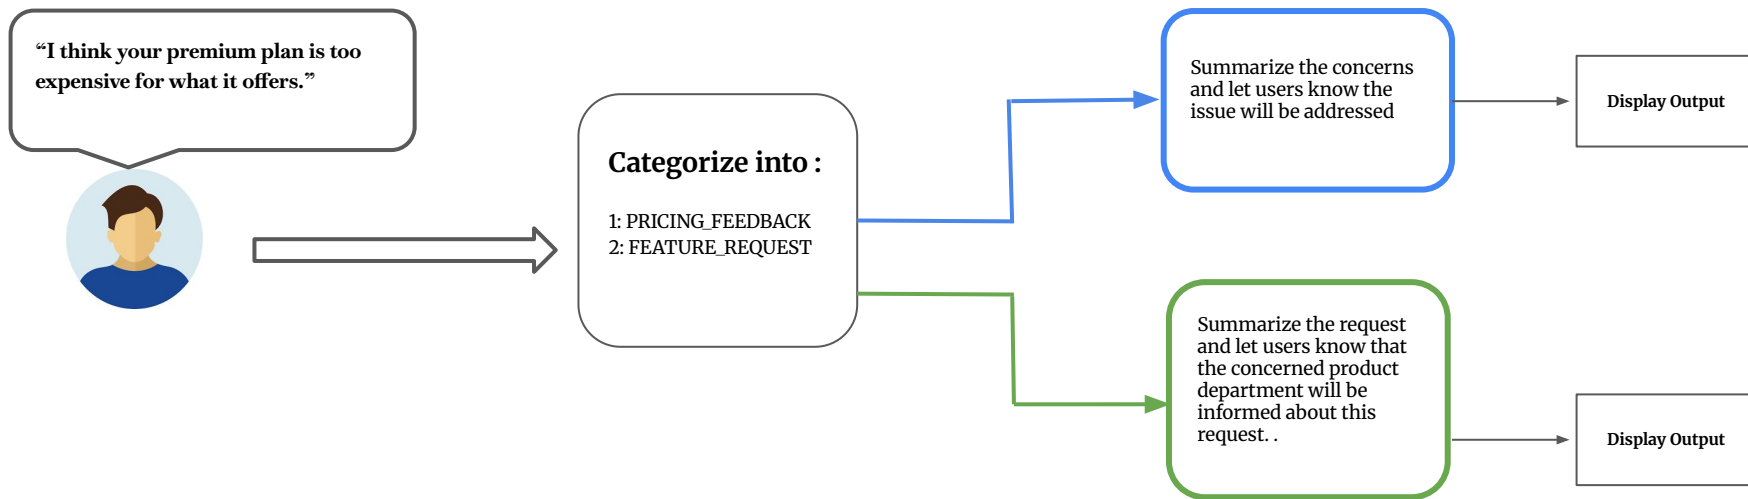 “I think your premium plan is too
expensive for what it offers.”
Categorize into :
1: PRICING_FEEDBACK
2: FEATURE_REQUEST
Summarize the concerns
and let users know the
issue will be addressed
Display Output
Summarize the request
and let users know that
the concerned product
department will be
informed about this
request. .
Display Output